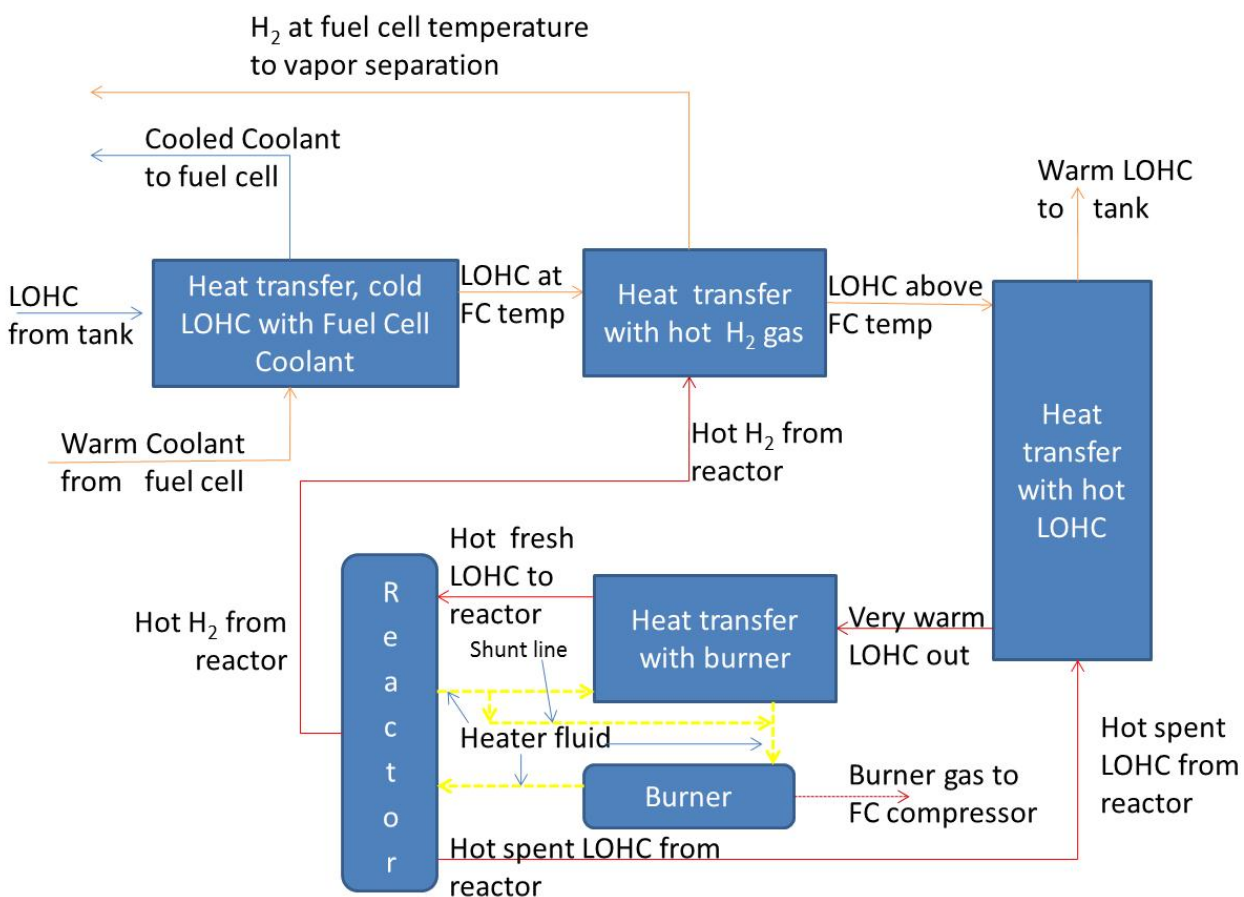 H₂ at fuel cell temperature
to vapor separation
Cooled Coolant
to fuel cell
Warm LOHC
to tank
LOHC
from tank
Heat transfer, cold
LOHC with Fuel Cell
Coolant
LOHC at
FC temp
Heat transfer
with hot H₂ gas
LOHC above
FC temp
Warm Coolant
from fuel cell
Hot H₂ from
reactor
Heat
transfer
with hot
LOHC
Hot H₂ from
reactor
Reactor
Hot fresh
LOHC to
reactor
Shunt line
Heat transfer
with burner
Very warm
LOHC out
Heater fluid
Burner
Burner gas to
FC compressor
Hot spent
LOHC from
reactor
Hot spent LOHC from
reactor